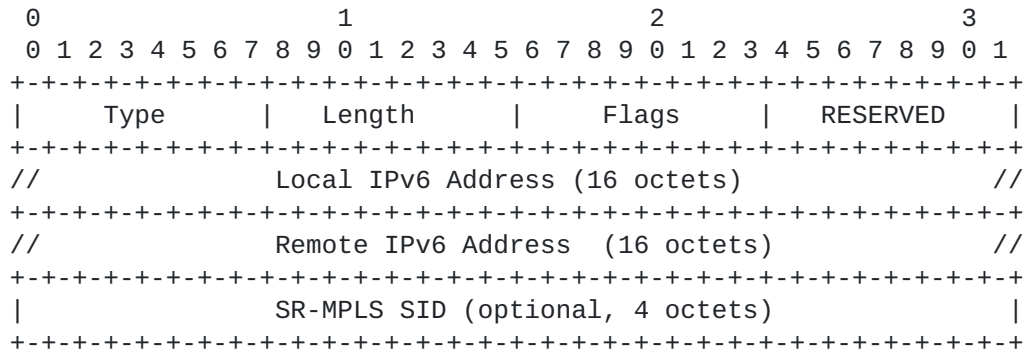 0                   1                   2                   3
 0 1 2 3 4 5 6 7 8 9 0 1 2 3 4 5 6 7 8 9 0 1 2 3 4 5 6 7 8 9 0 1
+-+-+-+-+-+-+-+-+-+-+-+-+-+-+-+-+-+-+-+-+-+-+-+-+-+-+-+-+-+-+-+-+
|     Type      |   Length      |     Flags     |   RESERVED    |
+-+-+-+-+-+-+-+-+-+-+-+-+-+-+-+-+-+-+-+-+-+-+-+-+-+-+-+-+-+-+-+-+
//               Local IPv6 Address (16 octets)                //
+-+-+-+-+-+-+-+-+-+-+-+-+-+-+-+-+-+-+-+-+-+-+-+-+-+-+-+-+-+-+-+-+
//               Remote IPv6 Address  (16 octets)              //
+-+-+-+-+-+-+-+-+-+-+-+-+-+-+-+-+-+-+-+-+-+-+-+-+-+-+-+-+-+-+-+-+
|                SR-MPLS SID (optional, 4 octets)               |
+-+-+-+-+-+-+-+-+-+-+-+-+-+-+-+-+-+-+-+-+-+-+-+-+-+-+-+-+-+-+-+-+